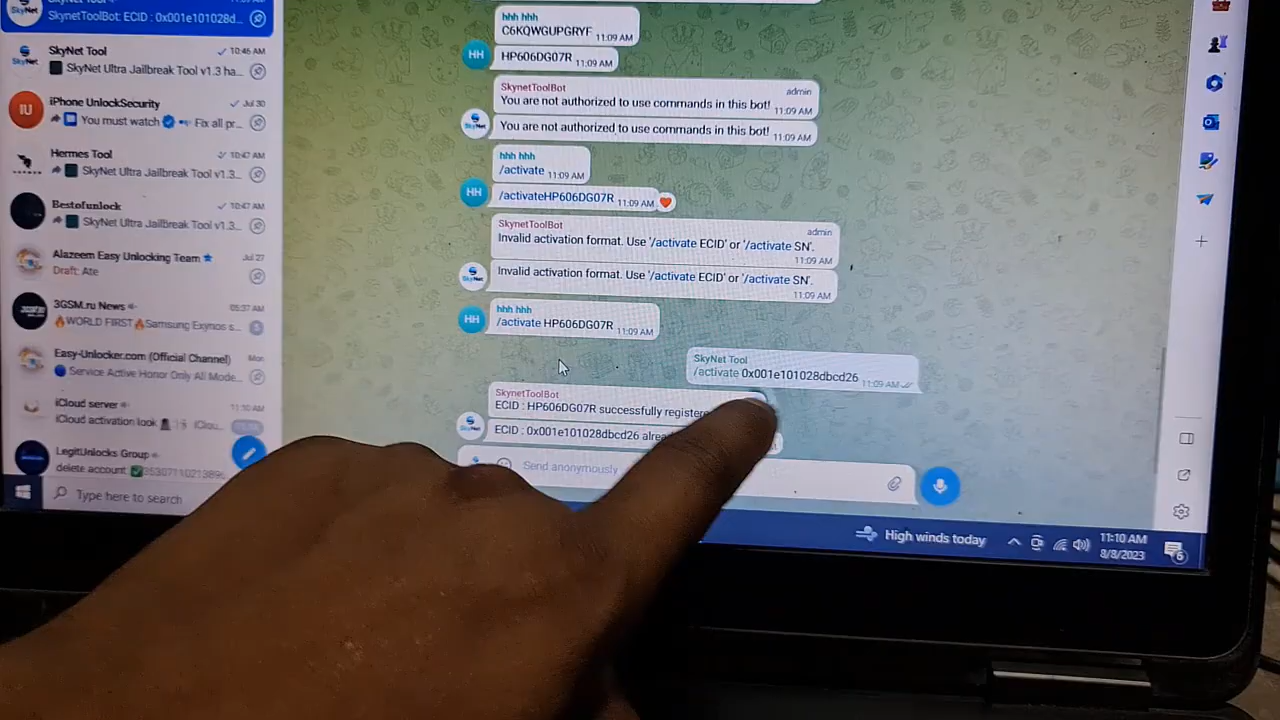 SkynetToolBot: ECID : 0x001e101028d...
SkyNet Tool
10:46 AM
SkyNet Ultra Jailbreak Tool v1.3 ha...
iPhone UnlockSecurity
Jul 30
You must watch Fix all pr...
Hermes Tool
10:47 AM
SkyNet Ultra Jailbreak Tool v1.3...
Bestofunlock
10:47 AM
SkyNet Ultra Jailbreak Tool v1.3...
Alazeem Easy Unlocking Team
Jul 27
Draft: Ate
3GSM.ru News
05:37 AM
WORLD FIRST Samsung Exynos s...
Easy-Unlocker.com (Official Channel)
Mon
Service Active Honor Only All Mode...
iCloud server
11:10 AM
iCloud activation look
LegitUnlocks Group
delete account
Type here to search
hhh hhh
C6KQWGUPGRYF 11:09 AM
HH
HP606DG07R 11:09 AM
SkynetToolBot
admin
You are not authorized to use commands in this bot!
11:09 AM
You are not authorized to use commands in this bot!
11:09 AM
hhh hhh
/activate 11:09 AM
HH
/activateHP606DG07R 11:09 AM
SkynetToolBot
admin
Invalid activation format. Use '/activate ECID' or '/activate SN'.
11:09 AM
Invalid activation format. Use '/activate ECID' or '/activate SN'.
11:09 AM
hhh hhh
HH
/activate HP606DG07R 11:09 AM
SkyNet Tool
/activate 0x001e101028dbcd26 11:09 AM
SkynetToolBot
ECID : HP606DG07R successfully
ECID : 0x001e101028dbcd26
Send anonymously
High winds today
11:10 AM
8/8/2023
6